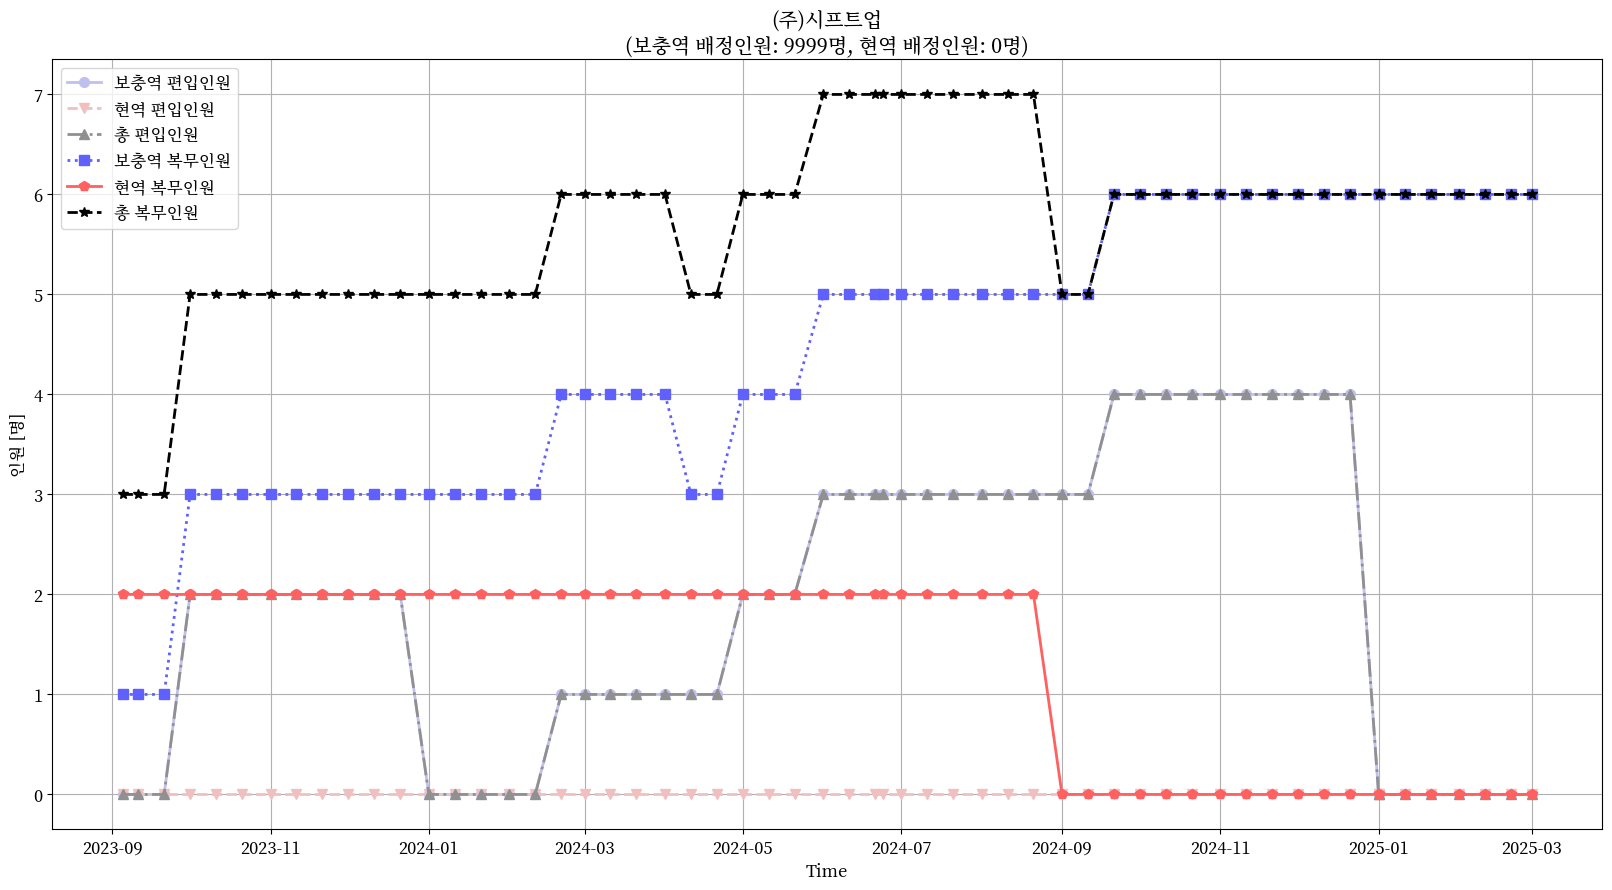 (주)시프트업
(보충역 배정인원: 9999명, 현역 배정인원: 0명)
보충역 편입인원
현역 편입인원
총 편입인원
보충역 복무인원
현역 복무인원
총 복무인원
인원 [명]
7
6
5
4
3
2
1
0
2023-09 2023-11 2024-01 2024-03 2024-05 2024-07 2024-09 2024-11 2025-01 2025-03
Time